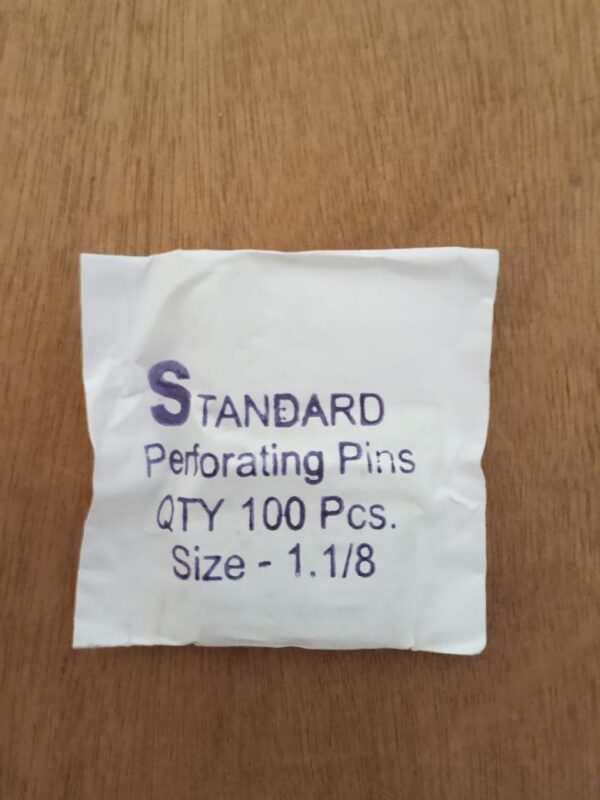 STANDARD
Perforating Pins
QTY 100 Pcs.
Size - 1.1/8